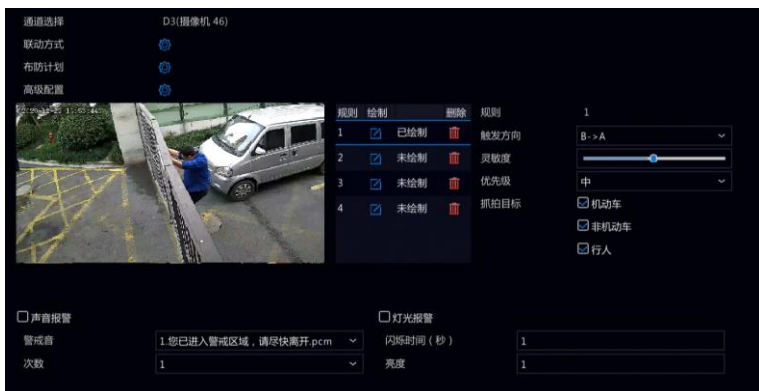 通道选择 D3(摄像机 46)
联动方式
布防计划
高级配置
规则 绘制 删除
1 已绘制
2 未绘制
3 未绘制
4 未绘制
规则 1
触发方向 B->A
灵敏度
优先级 中
抓拍目标 机动车
非机动车
行人
声音报警
警戒音 1.您已进入警戒区域，请尽快离开.pcm
次数 1
灯光报警
闪烁时间（秒） 1
亮度 1